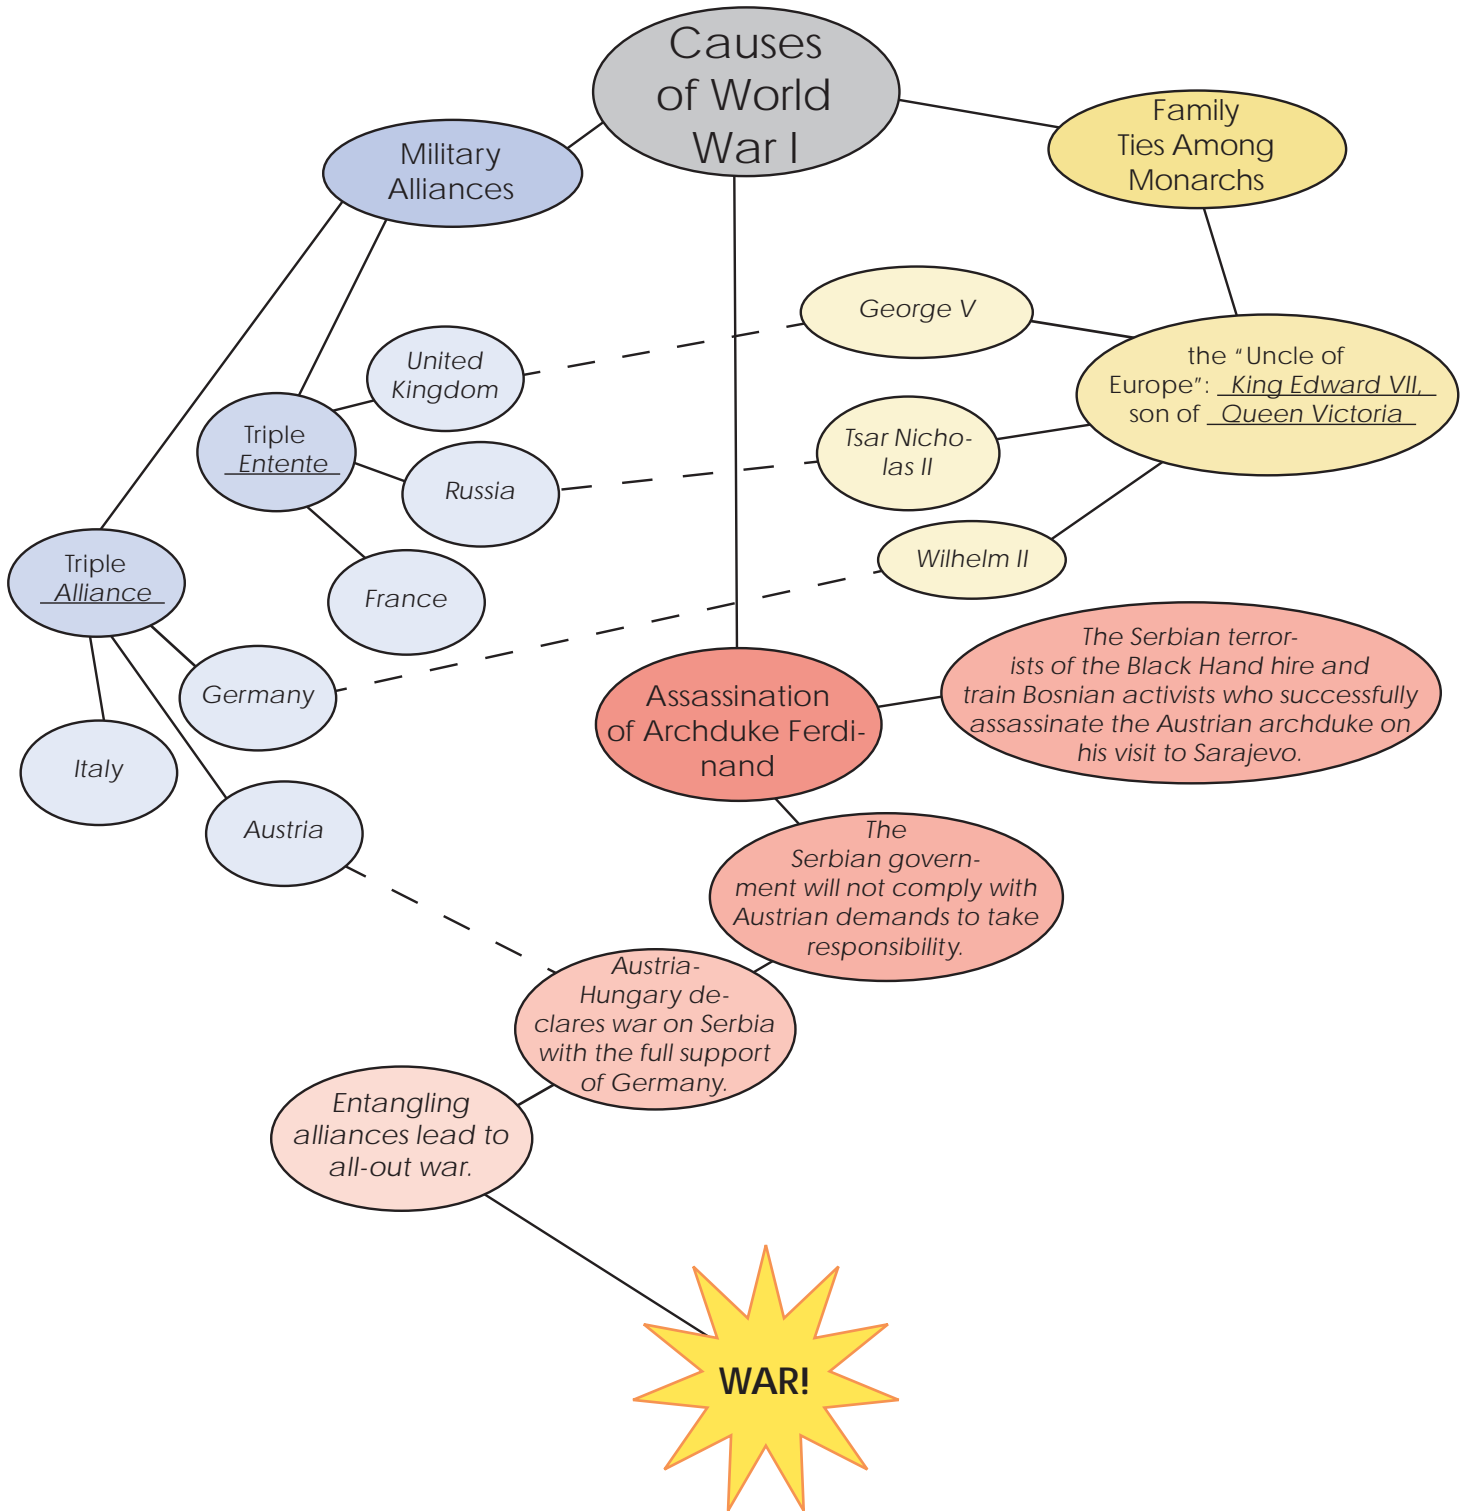 Causes
of World
War I
Military
Alliances
Family
Ties Among
Monarchs
George V
the "Uncle of
Europe": King Edward VII,
son of Queen Victoria
United
Kingdom
Triple
Entente
Tsar Nicho-
las II
Russia
Wilhelm II
Triple
Alliance
France
Germany
Italy
Austria
Assassination
of Archduke Ferdi-
nand
The Serbian terror-
ists of the Black Hand hire and
train Bosnian activists who successfully
assassinate the Austrian archduke on
his visit to Sarajevo.
The
Serbian govern-
ment will not comply with
Austrian demands to take
responsibility.
Austria-
Hungary de-
clares war on Serbia
with the full support
of Germany.
Entangling
alliances lead to
all-out war.
WAR!